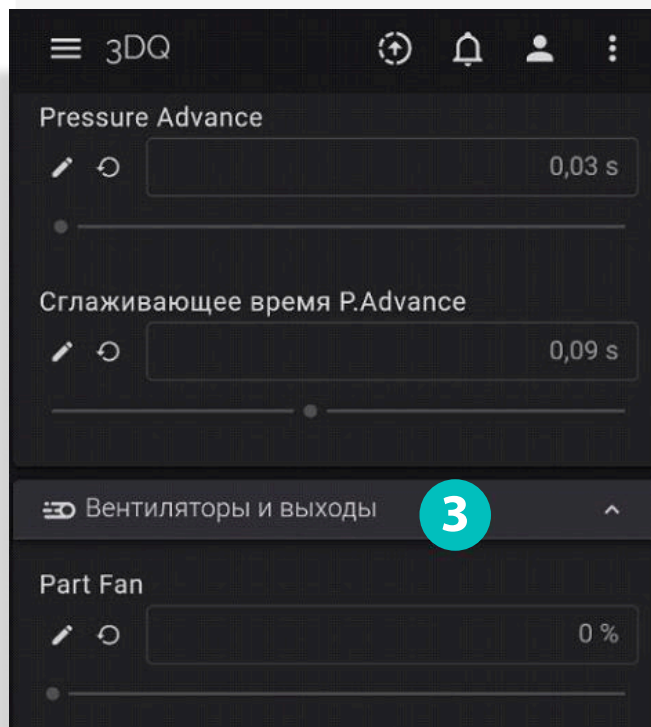 3DQ
Pressure Advance
0,03 s
Сглаживающее время P.Advance
0,09 s
Вентиляторы и выходы 3
Part Fan
0 %